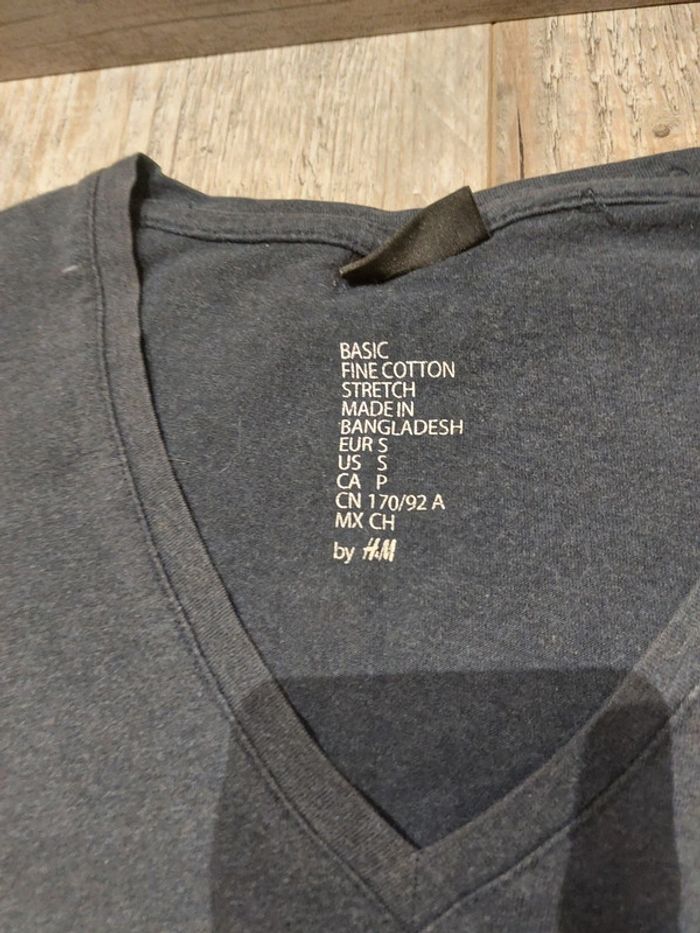 BASIC
FINE COTTON
STRETCH
MADE IN
BANGLADESH
EUR S
US S
CA P
CN 170/92 A
MX CH
by H&M